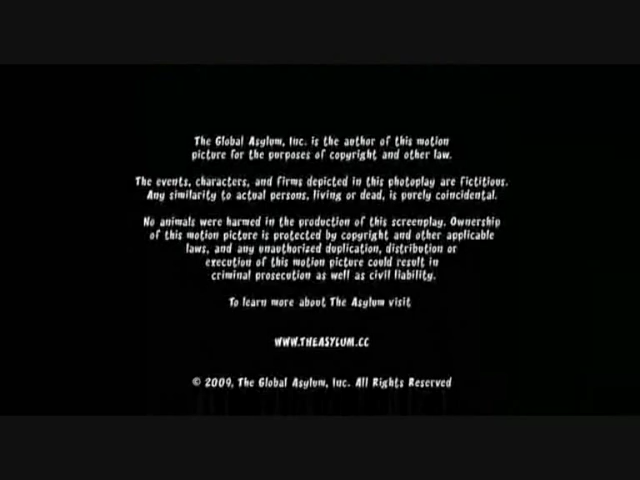 The Global Asylum, Inc. is the author of this motion
picture for the purposes of copyright and other law.
The events, characters, and firms depicted in this photoplay are fictitious.
Any similarity to actual persons, living or dead, is purely coincidental.
No animals were harmed in the production of this screenplay. Ownership
of this motion picture is protected by copyright and other applicable
laws, and any unauthorized duplication, distribution or
execution of this motion picture could result in
criminal prosecution as well as civil liability.
To learn more about The Asylum visit
WWW.THEASYLUM.CC
© 2009, The Global Asylum, Inc. All Rights Reserved